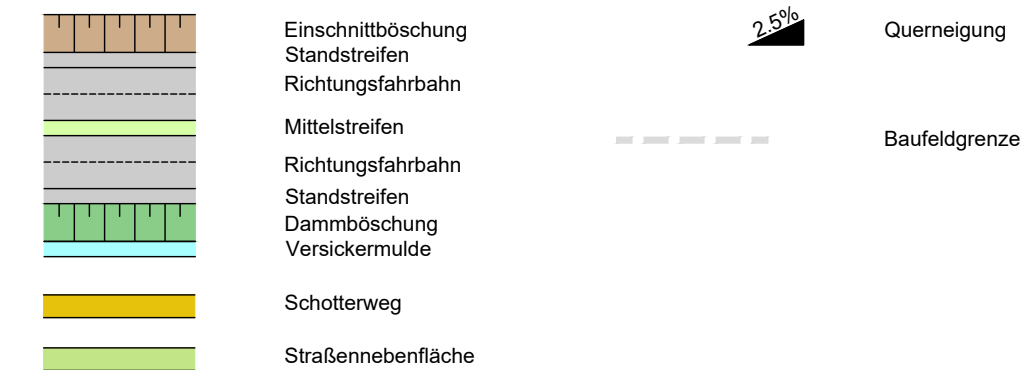 Einschnittböschung
Standstreifen
Richtungsfahrbahn
Mittelstreifen
Richtungsfahrbahn
Standstreifen
Dammböschung
Versickermulde
Schotterweg
Straßennebenfläche
2.5%
Querneigung
Baufeldgrenze